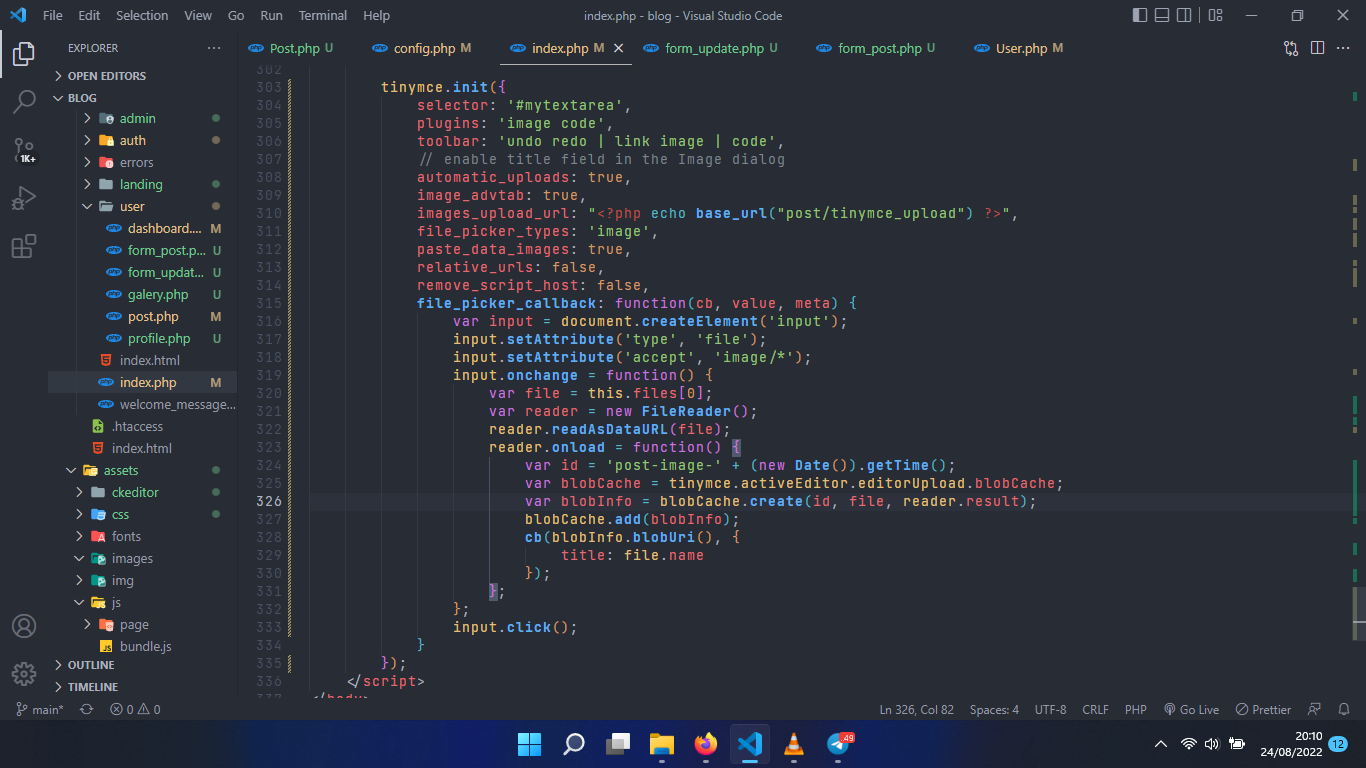 File Edit Selection View Go Run Terminal Help
index.php - blog - Visual Studio Code
EXPLORER
OPEN EDITORS
BLOG
admin
auth
errors
landing
user
dashboard.... M
form_post.p... U
form_updat... U
galery.php U
post.php M
profile.php U
index.html
index.php M
welcome_message...
.htaccess
index.html
assets
ckeditor
css
fonts
images
img
js
page
bundle.js
OUTLINE
TIMELINE
1K+
Post.php U config.php M index.php M form_update.php U form_post.php U User.php M
302
303 tinymce.init({
304 selector: '#mytextarea',
305 plugins: 'image code',
306 toolbar: 'undo redo | link image | code',
307 // enable title field in the Image dialog
308 automatic_uploads: true,
309 image_advtab: true,
310 images_upload_url: "<?php echo base_url("post/tinymce_upload") ?>",
311 file_picker_types: 'image',
312 paste_data_images: true,
313 relative_urls: false,
314 remove_script_host: false,
315 file_picker_callback: function(cb, value, meta) {
316 var input = document.createElement('input');
317 input.setAttribute('type', 'file');
318 input.setAttribute('accept', 'image/*');
319 input.onchange = function() {
320 var file = this.files[0];
321 var reader = new FileReader();
322 reader.readAsDataURL(file);
323 reader.onload = function() {
324 var id = 'post-image-' + (new Date()).getTime();
325 var blobCache = tinymce.activeEditor.editorUpload.blobCache;
326 var blobInfo = blobCache.create(id, file, reader.result);
327 blobCache.add(blobInfo);
328 cb(blobInfo.blobUri(), {
329 title: file.name
330 });
331 };
332 };
333 input.click();
334 }
335 });
336 </script>
337 </body>
main* 0 0 Ln 326, Col 82 Spaces: 4 UTF-8 CRLF PHP Go Live Prettier
.49
20:10
24/08/2022
12